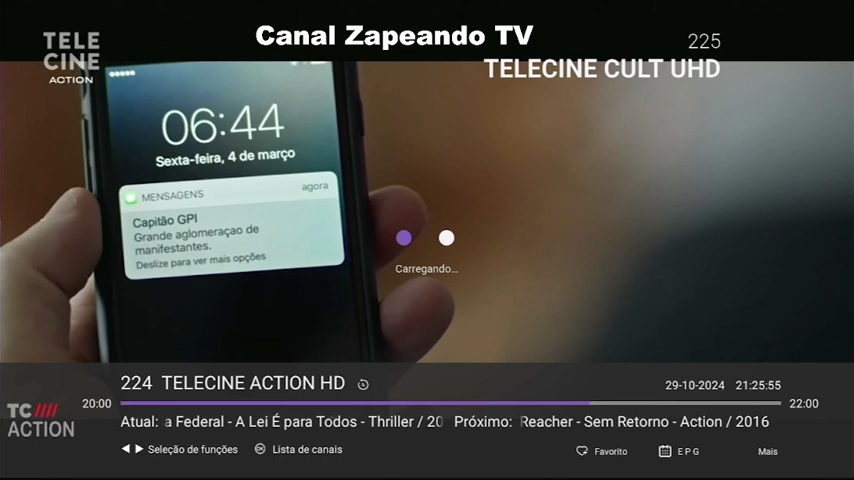 Canal Zapeando TV
TELE
CINE
ACTION
225
TELECINE CULT UHD
06:44
Sexta-feira, 4 de março
MENSAGENS
agora
Capitão GPI
Grande aglomeraçao de
manifestantes.
Deslize para ver mais opções
Carregando...
224 TELECINE ACTION HD
29-10-2024 21:25:55
20:00
22:00
TC
ACTION
Atual: a Federal - A Lei É para Todos - Thriller / 20
Próximo: Reacher - Sem Retorno - Action / 2016
Seleção de funções
Lista de canais
Favorito
EPG
Mais